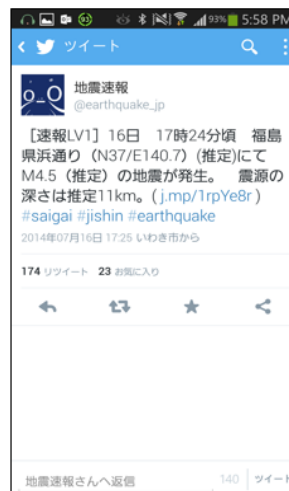 93 93% 5:58 PM
ツイート
地震速報
@earthquake_jp
［速報LV1］16日　17時24分頃　福島
県浜通り（N37/E140.7）(推定)にて
M4.5（推定）の地震が発生。　震源の
深さは推定11km。( j.mp/1rpYe8r )
#saigai #jishin #earthquake
2014年07月16日 17:25 いわき市から
174 リツイート 23 お気に入り
地震速報さんへ返信 140 ツイート